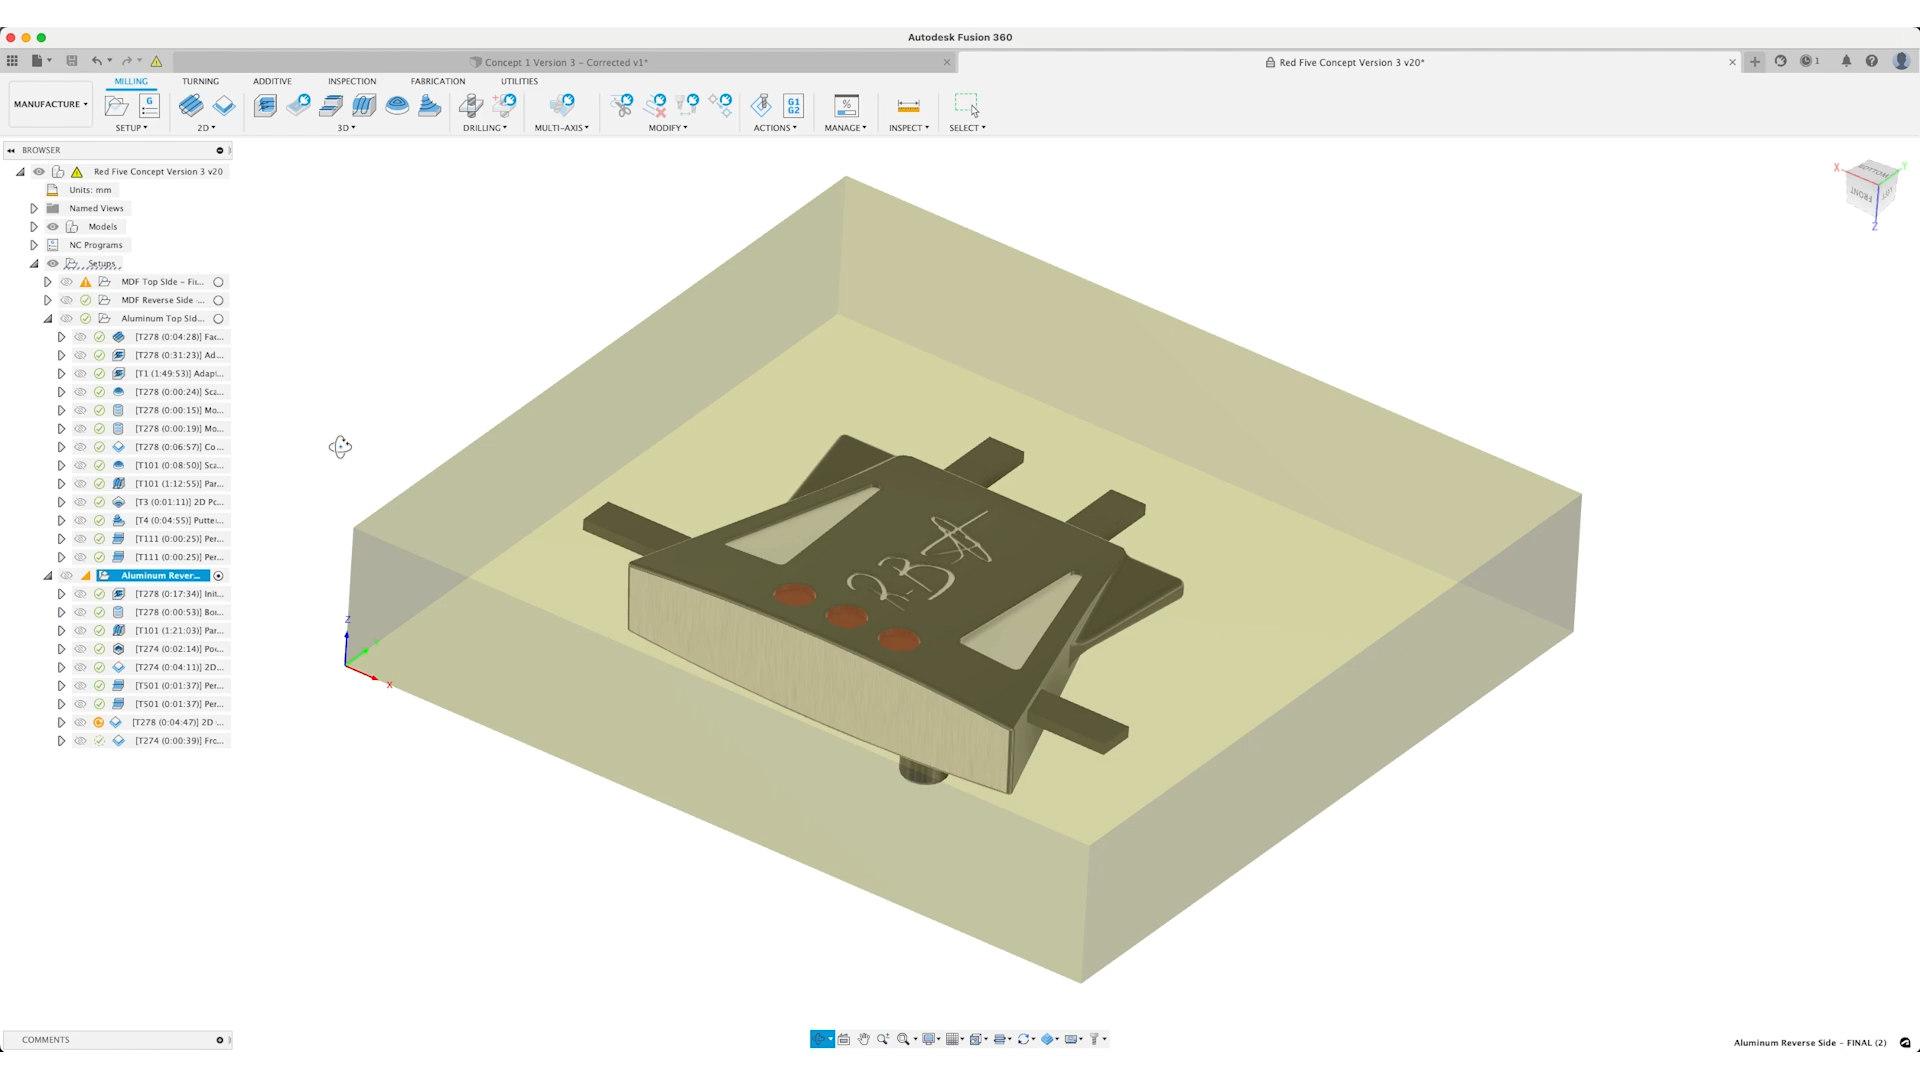 Autodesk Fusion 360
1
Concept 1 Version 3 – Corrected v1*
Red Five Concept Version 3 v20*
MILLING TURNING ADDITIVE INSPECTION FABRICATION UTILITIES
MANUFACTURE
G
G1
G2
%
SETUP 2D 3D DRILLING MULTI-AXIS MODIFY ACTIONS MANAGE INSPECT SELECT
BROWSER
Red Five Concept Version 3 v20
Units: mm
Named Views
Models
NC Programs
Setups
MDF Top SIde – Fi...
MDF Reverse Side -...
Aluminum Top Sid...
[T278 (0:04:28)] Fac...
[T278 (0:31:23)] Ad...
[T1 (1:49:53)] Adap...
[T278 (0:00:24)] Sca...
[T278 (0:00:15)] Mo...
[T278 (0:00:19)] Mo...
[T278 (0:06:57)] Co...
[T101 (0:08:50)] Sca...
[T101 (1:12:55)] Par...
[T3 (0:01:11)] 2D Po...
[T4 (0:04:55)] Putte...
[T111 (0:00:25)] Per...
[T111 (0:00:25)] Per...
Aluminum Rever...
[T278 (0:17:34)] Init...
[T278 (0:00:53)] Boi...
[T101 (1:21:03)] Par...
[T274 (0:02:14)] Poc...
[T274 (0:04:11)] 2D...
[T501 (0:01:37)] Per...
[T501 (0:01:37)] Per...
[T278 (0:04:47)] 2D ...
[T274 (0:00:39)] Fro...
X
Y
BOTTOM
FRONT
LEFT
Z
Z
X
COMMENTS
Aluminum Reverse Side – FINAL (2)